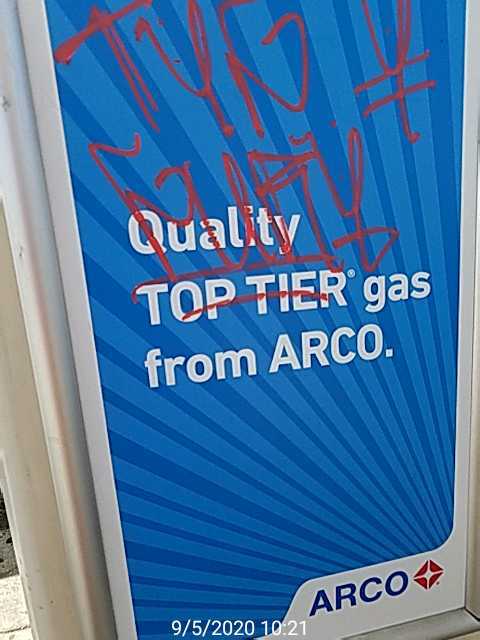 Quality
TOP TIER® gas
from ARCO.
ARCO
9/5/2020 10:21